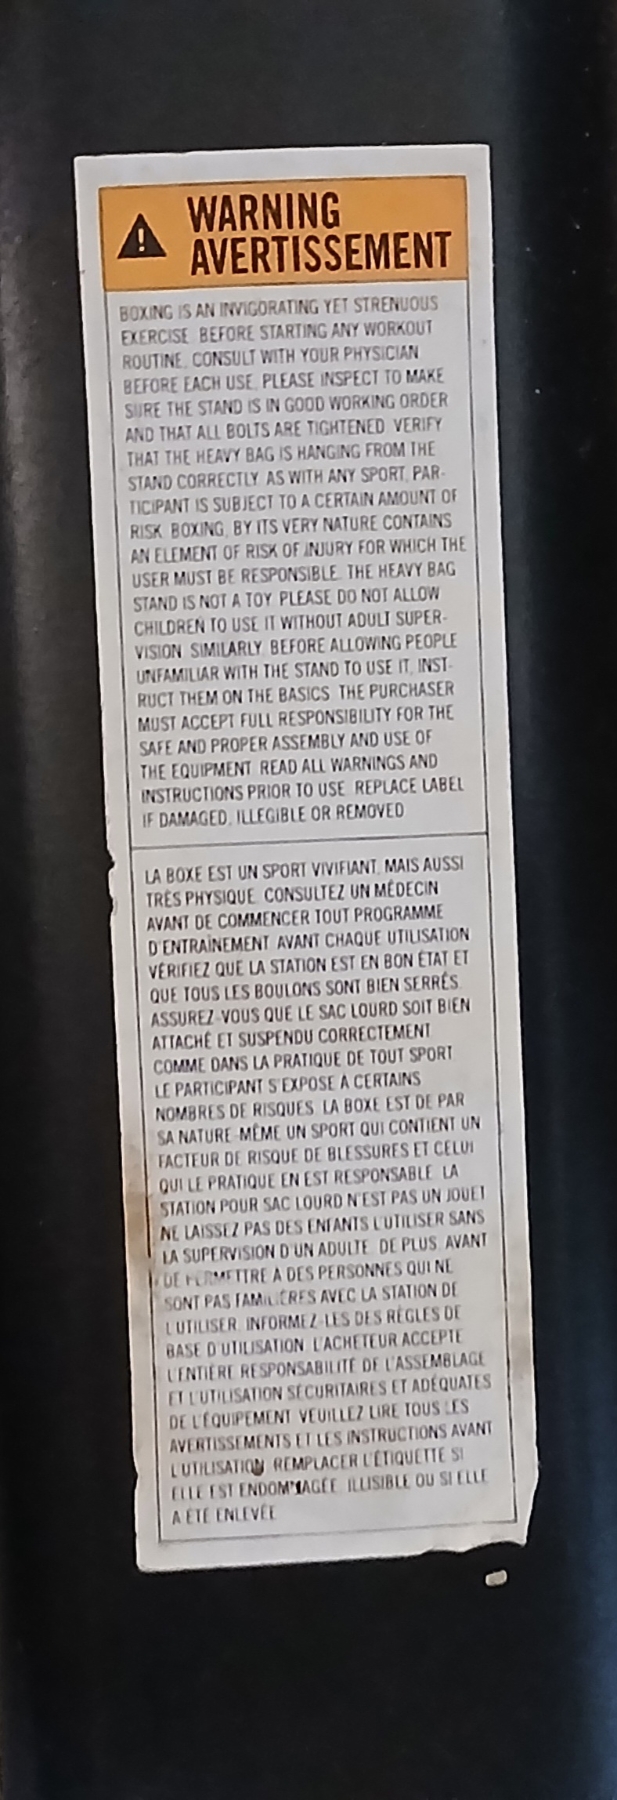 WARNING
AVERTISSEMENT
BOXING IS AN INVIGORATING YET STRENUOUS
EXERCISE. BEFORE STARTING ANY WORKOUT
ROUTINE, CONSULT WITH YOUR PHYSICIAN.
BEFORE EACH USE, PLEASE INSPECT TO MAKE
SURE THE STAND IS IN GOOD WORKING ORDER
AND THAT ALL BOLTS ARE TIGHTENED. VERIFY
THAT THE HEAVY BAG IS HANGING FROM THE
STAND CORRECTLY. AS WITH ANY SPORT, PAR-
TICIPANT IS SUBJECT TO A CERTAIN AMOUNT OF
RISK. BOXING, BY ITS VERY NATURE CONTAINS
AN ELEMENT OF RISK OF INJURY FOR WHICH THE
USER MUST BE RESPONSIBLE. THE HEAVY BAG
STAND IS NOT A TOY. PLEASE DO NOT ALLOW
CHILDREN TO USE IT WITHOUT ADULT SUPER-
VISION. SIMILARLY, BEFORE ALLOWING PEOPLE
UNFAMILIAR WITH THE STAND TO USE IT, INST-
RUCT THEM ON THE BASICS. THE PURCHASER
MUST ACCEPT FULL RESPONSIBILITY FOR THE
SAFE AND PROPER ASSEMBLY AND USE OF
THE EQUIPMENT. READ ALL WARNINGS AND
INSTRUCTIONS PRIOR TO USE. REPLACE LABEL
IF DAMAGED, ILLEGIBLE OR REMOVED.
LA BOXE EST UN SPORT VIVIFIANT, MAIS AUSSI
TRÈS PHYSIQUE. CONSULTEZ UN MÉDECIN
AVANT DE COMMENCER TOUT PROGRAMME
D'ENTRAÎNEMENT. AVANT CHAQUE UTILISATION
VÉRIFIEZ QUE LA STATION EST EN BON ÉTAT ET
QUE TOUS LES BOULONS SONT BIEN SERRÉS.
ASSUREZ-VOUS QUE LE SAC LOURD SOIT BIEN
ATTACHÉ ET SUSPENDU CORRECTEMENT.
COMME DANS LA PRATIQUE DE TOUT SPORT
LE PARTICIPANT S'EXPOSE À CERTAINS
NOMBRES DE RISQUES. LA BOXE EST DE PAR
SA NATURE-MÊME UN SPORT QUI CONTIENT UN
FACTEUR DE RISQUE DE BLESSURES ET CELUI
QUI LE PRATIQUE EN EST RESPONSABLE. LA
STATION POUR SAC LOURD N'EST PAS UN JOUET.
NE LAISSEZ PAS DES ENFANTS L'UTILISER SANS
LA SUPERVISION D'UN ADULTE. DE PLUS, AVANT
DE PERMETTRE À DES PERSONNES QUI NE
SONT PAS FAMILIÈRES AVEC LA STATION DE
L'UTILISER, INFORMEZ-LES DES RÈGLES DE
BASE D'UTILISATION. L'ACHETEUR ACCEPTE
L'ENTIÈRE RESPONSABILITÉ DE L'ASSEMBLAGE
ET L'UTILISATION SÉCURITAIRES ET ADÉQUATES
DE L'ÉQUIPEMENT. VEUILLEZ LIRE TOUS LES
AVERTISSEMENTS ET LES INSTRUCTIONS AVANT
L'UTILISATION. REMPLACER L'ÉTIQUETTE SI
ELLE EST ENDOMMAGÉE, ILLISIBLE OU SI ELLE
A ÉTÉ ENLEVÉE.